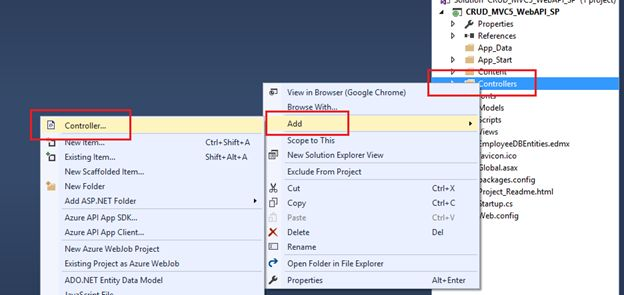 Solution 'CRUD_MVC5_WebAPI_SP' (1 project)
CRUD_MVC5_WebAPI_SP
Properties
References
App_Data
App_Start
Content
Controllers
Models
Scripts
Views
EmployeeDBEntities.edmx
Global.asax
packages.config
Project_Readme.html
Startup.cs
Web.config
View in Browser (Google Chrome)
Browse With...
Add
Scope to This
New Solution Explorer View
Exclude From Project
Cut Ctrl+X
Copy Ctrl+C
Paste Ctrl+V
Delete Del
Rename
Open Folder in File Explorer
Properties Alt+Enter
Controller...
New Item... Ctrl+Shift+A
Existing Item... Shift+Alt+A
New Scaffolded Item...
New Folder
Add ASP.NET Folder
Azure API App SDK...
Azure API App Client...
New Azure WebJob Project
Existing Project as Azure WebJob
ADO.NET Entity Data Model
JavaScript File